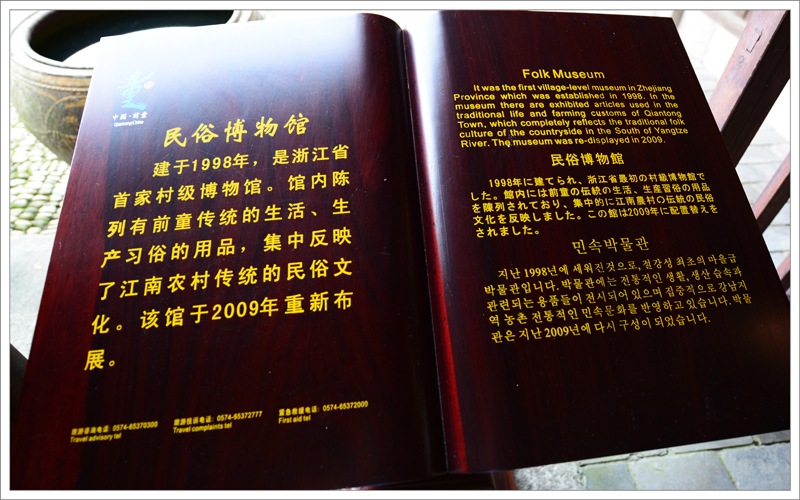 中国·前童
QiantongChina
民俗博物馆
建于1998年，是浙江省
首家村级博物馆。馆内陈
列有前童传统的生活、生
产习俗的用品，集中反映
了江南农村传统的民俗文
化。该馆于2009年重新布
展。
旅游咨询电话：0574-65370300
Travel advisory tel
旅游投诉电话：0574-65372777
Travel complaints tel
紧急救援电话：0574-65372000
First aid tel
Folk Museum
It was the first village-level museum in Zhejiang
Province which was established in 1998. In the
museum there are exhibited articles used in the
traditional life and farming customs of Qiantong
Town, which completely reflects the traditional folk
culture of the countryside in the South of Yangtze
River. The museum was re-displayed in 2009.
民俗博物館
1998年に建てられ、浙江省最初の村級博物館で
した。館内には前童の伝統の生活、生産習俗の用品
を陳列されており、集中的に江南農村の伝統の民俗
文化を反映しました。この館は2009年に配置替えを
されました。
민속박물관
지난 1998년에 세워진것으로, 절강성 최초의 마을급
박물관입니다. 박물관에는 전통적인 생활, 생산 습속과
관련되는 용품들이 전시되어 있으며 집중적으로 강남지
역 농촌 전통적인 민속문화를 반영하고 있습니다. 박물
관은 지난 2009년에 다시 구성이 되었습니다.